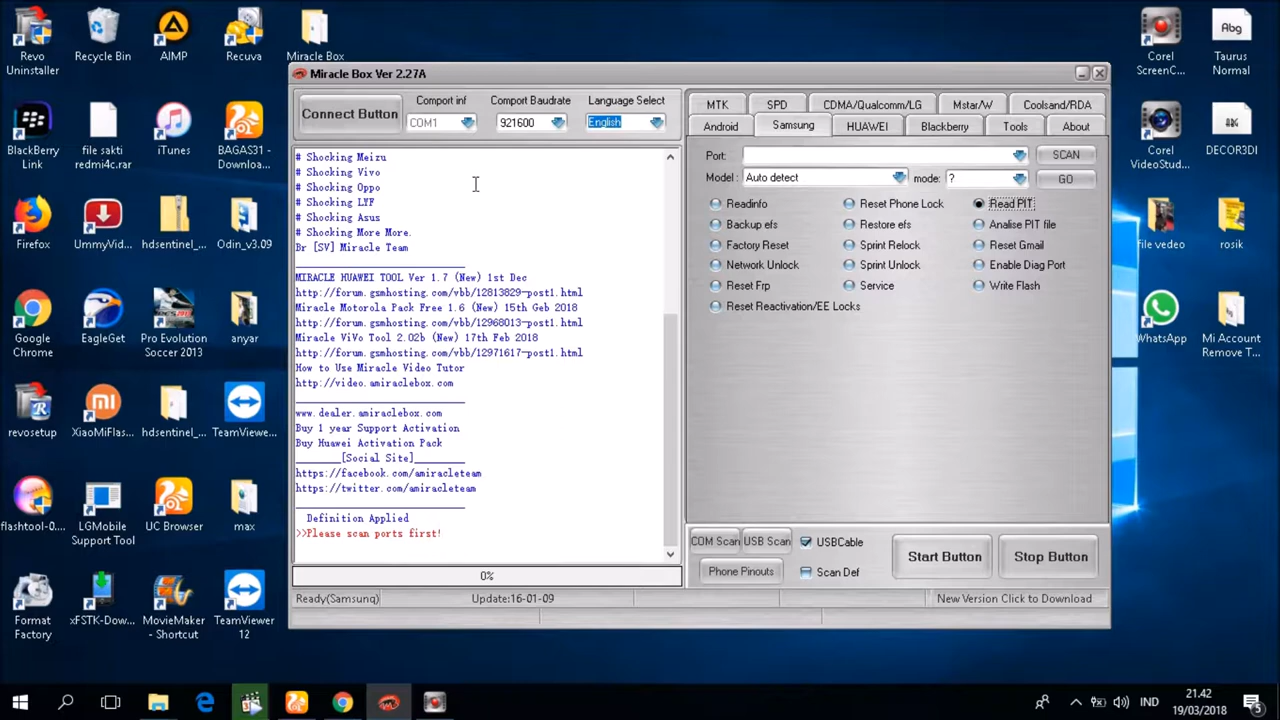 Revo
Uninstaller
Recycle Bin
AIMP
Recuva
Miracle Box
Corel
ScreenC...
Abg
Taurus
Normal
BlackBerry
Link
file sakti
redmi4c.rar
iTunes
BAGAS31 -
Downloa...
Corel
VideoStud...
DECOR3DI
Firefox
UmmyVid...
hdsentinel_...
Odin_v3.09
file vedeo
rosik
Google
Chrome
EagleGet
Pro Evolution
Soccer 2013
anyar
WhatsApp
Mi Account
Remove T...
revosetup
XiaoMiFlas...
hdsentinel_...
TeamViewe...
flashtool-0....
LGMobile
Support Tool
UC Browser
max
Format
Factory
xFSTK-Dow...
MovieMaker
- Shortcut
TeamViewer
12
Miracle Box Ver 2.27A
Connect Button
Comport inf
COM1
Comport Baudrate
921600
Language Select
English
# Shocking Meizu
# Shocking Vivo
# Shocking Oppo
# Shocking LYF
# Shocking Asus
# Shocking More More.
Br [SV] Miracle Team
MIRACLE HUAWEI TOOL Ver 1.7 (New) 1st Dec
http://forum.gsmhosting.com/vbb/12813829-post1.html
Miracle Motorola Pack Free 1.6 (New) 15th Geb 2018
http://forum.gsmhosting.com/vbb/12968013-post1.html
Miracle ViVo Tool 2.02b (New) 17th Feb 2018
http://forum.gsmhosting.com/vbb/12971617-post1.html
How to Use Miracle Video Tutor
http://video.amiraclebox.com
www.dealer.amiraclebox.com
Buy 1 year Support Activation
Buy Huawei Activation Pack
_______[Social Site]_______
https://facebook.com/amiracleteam
https://twitter.com/amiracleteam
Definition Applied
>>Please scan ports first!
0%
MTK SPD CDMA/Qualcomm/LG Mstar/W Coolsand/RDA
Android Samsung HUAWEI Blackberry Tools About
Port: SCAN
Model : Auto detect mode: ? GO
Readinfo Reset Phone Lock Read PIT
Backup efs Restore efs Analise PIT file
Factory Reset Sprint Relock Reset Gmail
Network Unlock Sprint Unlock Enable Diag Port
Reset Frp Service Write Flash
Reset Reactivation/EE Locks
COM Scan USB Scan USBCable
Phone Pinouts Scan Def
Start Button Stop Button
Ready(Samsung) Update:16-01-09 New Version Click to Download
IND
21.42
19/03/2018
5